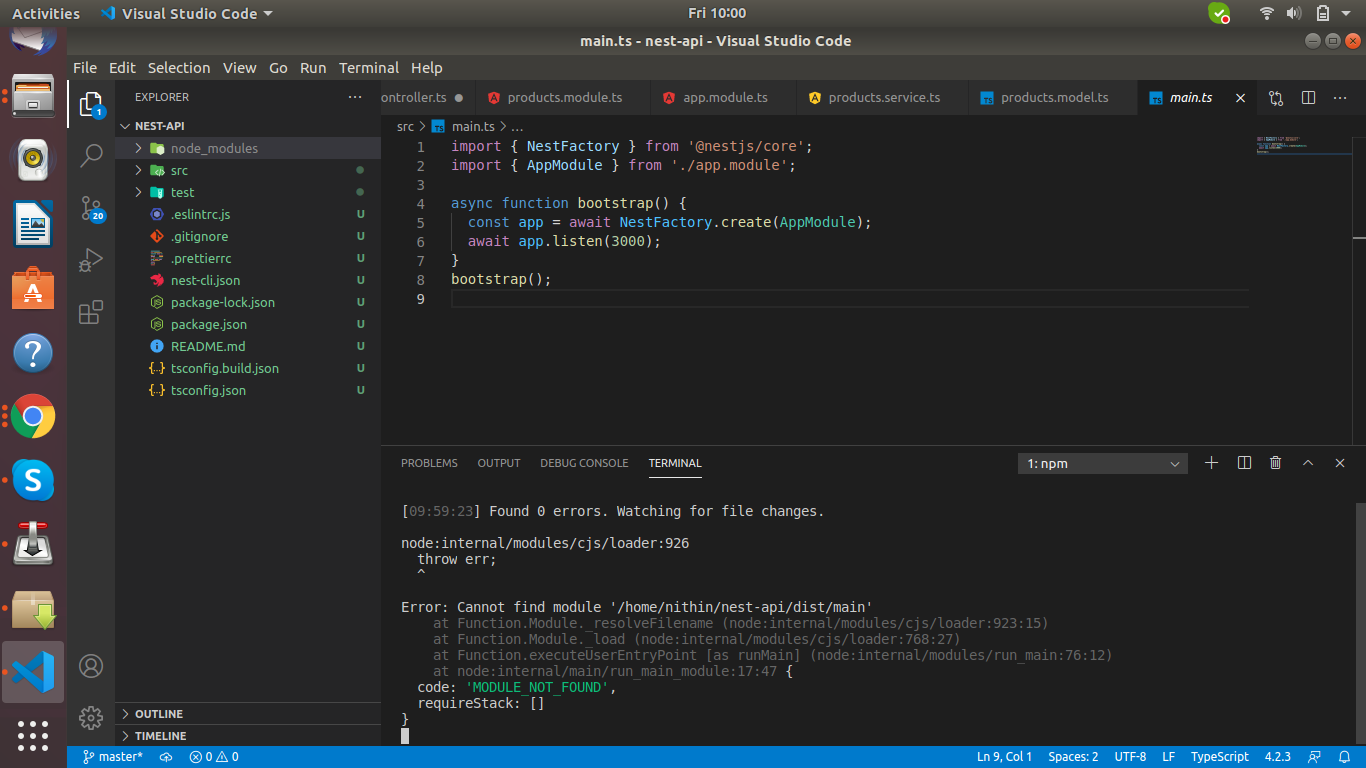 Activities Visual Studio Code Fri 10:00
main.ts - nest-api - Visual Studio Code
File Edit Selection View Go Run Terminal Help
EXPLORER ···
NEST-API
node_modules
src
test
.eslintrc.js U
.gitignore U
.prettierrc U
nest-cli.json U
package-lock.json U
package.json U
README.md U
tsconfig.build.json U
tsconfig.json U
OUTLINE
TIMELINE
1
20
ontroller.ts products.module.ts app.module.ts products.service.ts TS products.model.ts TS main.ts
src > TS main.ts > ...
1 import { NestFactory } from '@nestjs/core';
2 import { AppModule } from './app.module';
3
4 async function bootstrap() {
5 const app = await NestFactory.create(AppModule);
6 await app.listen(3000);
7 }
8 bootstrap();
9
PROBLEMS OUTPUT DEBUG CONSOLE TERMINAL 1: npm
[09:59:23] Found 0 errors. Watching for file changes.
node:internal/modules/cjs/loader:926
throw err;
^
Error: Cannot find module '/home/nithin/nest-api/dist/main'
at Function.Module._resolveFilename (node:internal/modules/cjs/loader:923:15)
at Function.Module._load (node:internal/modules/cjs/loader:768:27)
at Function.executeUserEntryPoint [as runMain] (node:internal/modules/run_main:76:12)
at node:internal/main/run_main_module:17:47 {
code: 'MODULE_NOT_FOUND',
requireStack: []
}
master* 0 0 Ln 9, Col 1 Spaces: 2 UTF-8 LF TypeScript 4.2.3